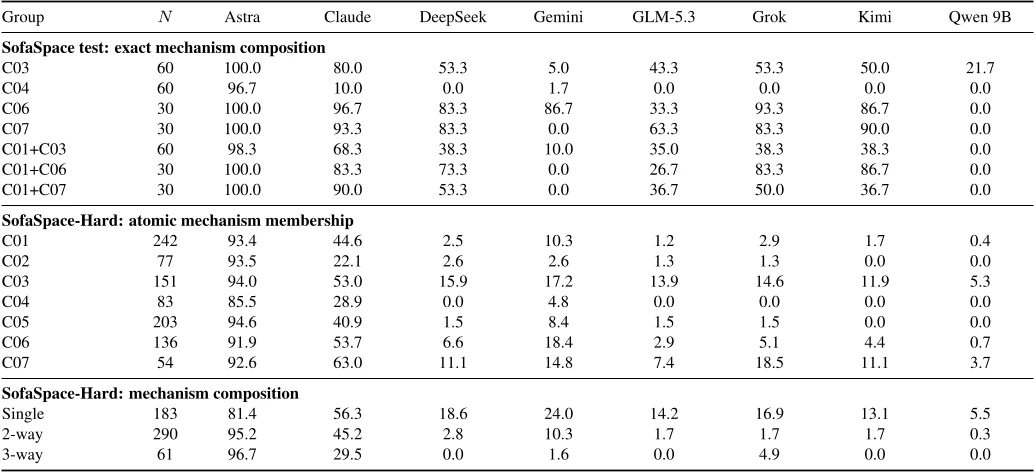 Group N Astra Claude DeepSeek Gemini GLM-5.3 Grok Kimi Qwen 9B
SofaSpace test: exact mechanism composition
C03 60 100.0 80.0 53.3 5.0 43.3 53.3 50.0 21.7
C04 60 96.7 10.0 0.0 1.7 0.0 0.0 0.0 0.0
C06 30 100.0 96.7 83.3 86.7 33.3 93.3 86.7 0.0
C07 30 100.0 93.3 83.3 0.0 63.3 83.3 90.0 0.0
C01+C03 60 98.3 68.3 38.3 10.0 35.0 38.3 38.3 0.0
C01+C06 30 100.0 83.3 73.3 0.0 26.7 83.3 86.7 0.0
C01+C07 30 100.0 90.0 53.3 0.0 36.7 50.0 36.7 0.0
SofaSpace-Hard: atomic mechanism membership
C01 242 93.4 44.6 2.5 10.3 1.2 2.9 1.7 0.4
C02 77 93.5 22.1 2.6 2.6 1.3 1.3 0.0 0.0
C03 151 94.0 53.0 15.9 17.2 13.9 14.6 11.9 5.3
C04 83 85.5 28.9 0.0 4.8 0.0 0.0 0.0 0.0
C05 203 94.6 40.9 1.5 8.4 1.5 1.5 0.0 0.0
C06 136 91.9 53.7 6.6 18.4 2.9 5.1 4.4 0.7
C07 54 92.6 63.0 11.1 14.8 7.4 18.5 11.1 3.7
SofaSpace-Hard: mechanism composition
Single 183 81.4 56.3 18.6 24.0 14.2 16.9 13.1 5.5
2-way 290 95.2 45.2 2.8 10.3 1.7 1.7 1.7 0.3
3-way 61 96.7 29.5 0.0 1.6 0.0 4.9 0.0 0.0